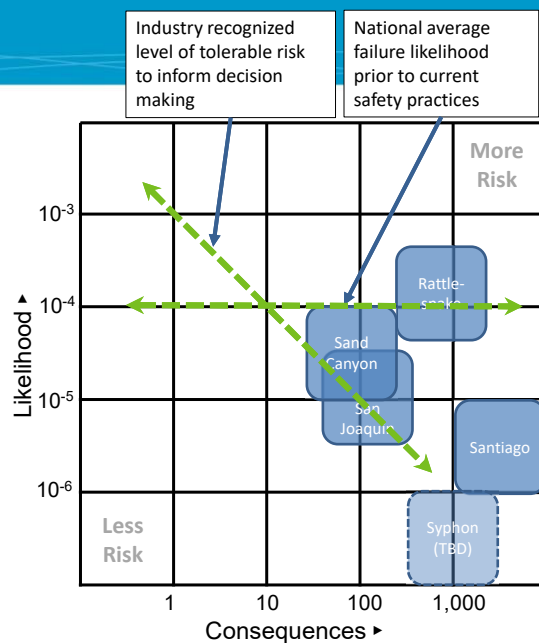 Industry recognized
level of tolerable risk
to inform decision
making
National average
failure likelihood
prior to current
safety practices
More
Risk
10-3
Rattle-
snake
10-4
Sand
Canyon
Likelihood ►
10-5
San
Joaquin
Santiago
10-6
Less
Risk
Syphon
(TBD)
1
10
100
1,000
Consequences ►